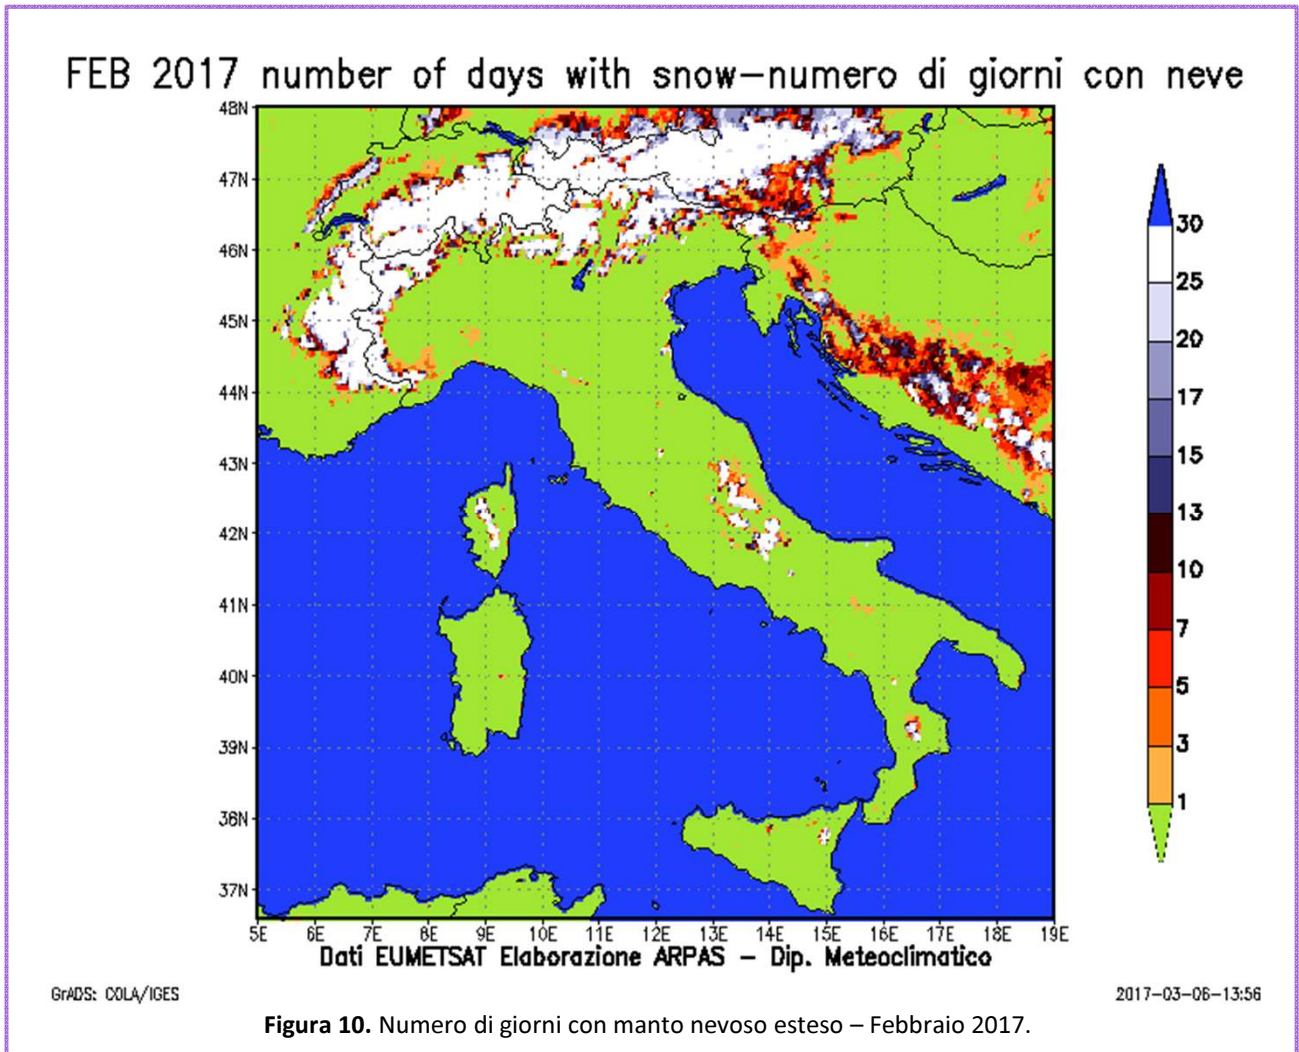 FEB 2017 number of days with snow-numero di giorni con neve
48N
47N
46N
45N
44N
43N
42N
41N
40N
39N
38N
37N
5E 6E 7E 8E 9E 10E 11E 12E 13E 14E 15E 16E 17E 18E 19E
30
25
20
17
15
13
10
7
5
3
1
Dati EUMETSAT Elaborazione ARPAS - Dip. Meteoclimatico
GrADS: COLA/IGES
2017-03-06-13:56
Figura 10. Numero di giorni con manto nevoso esteso – Febbraio 2017.